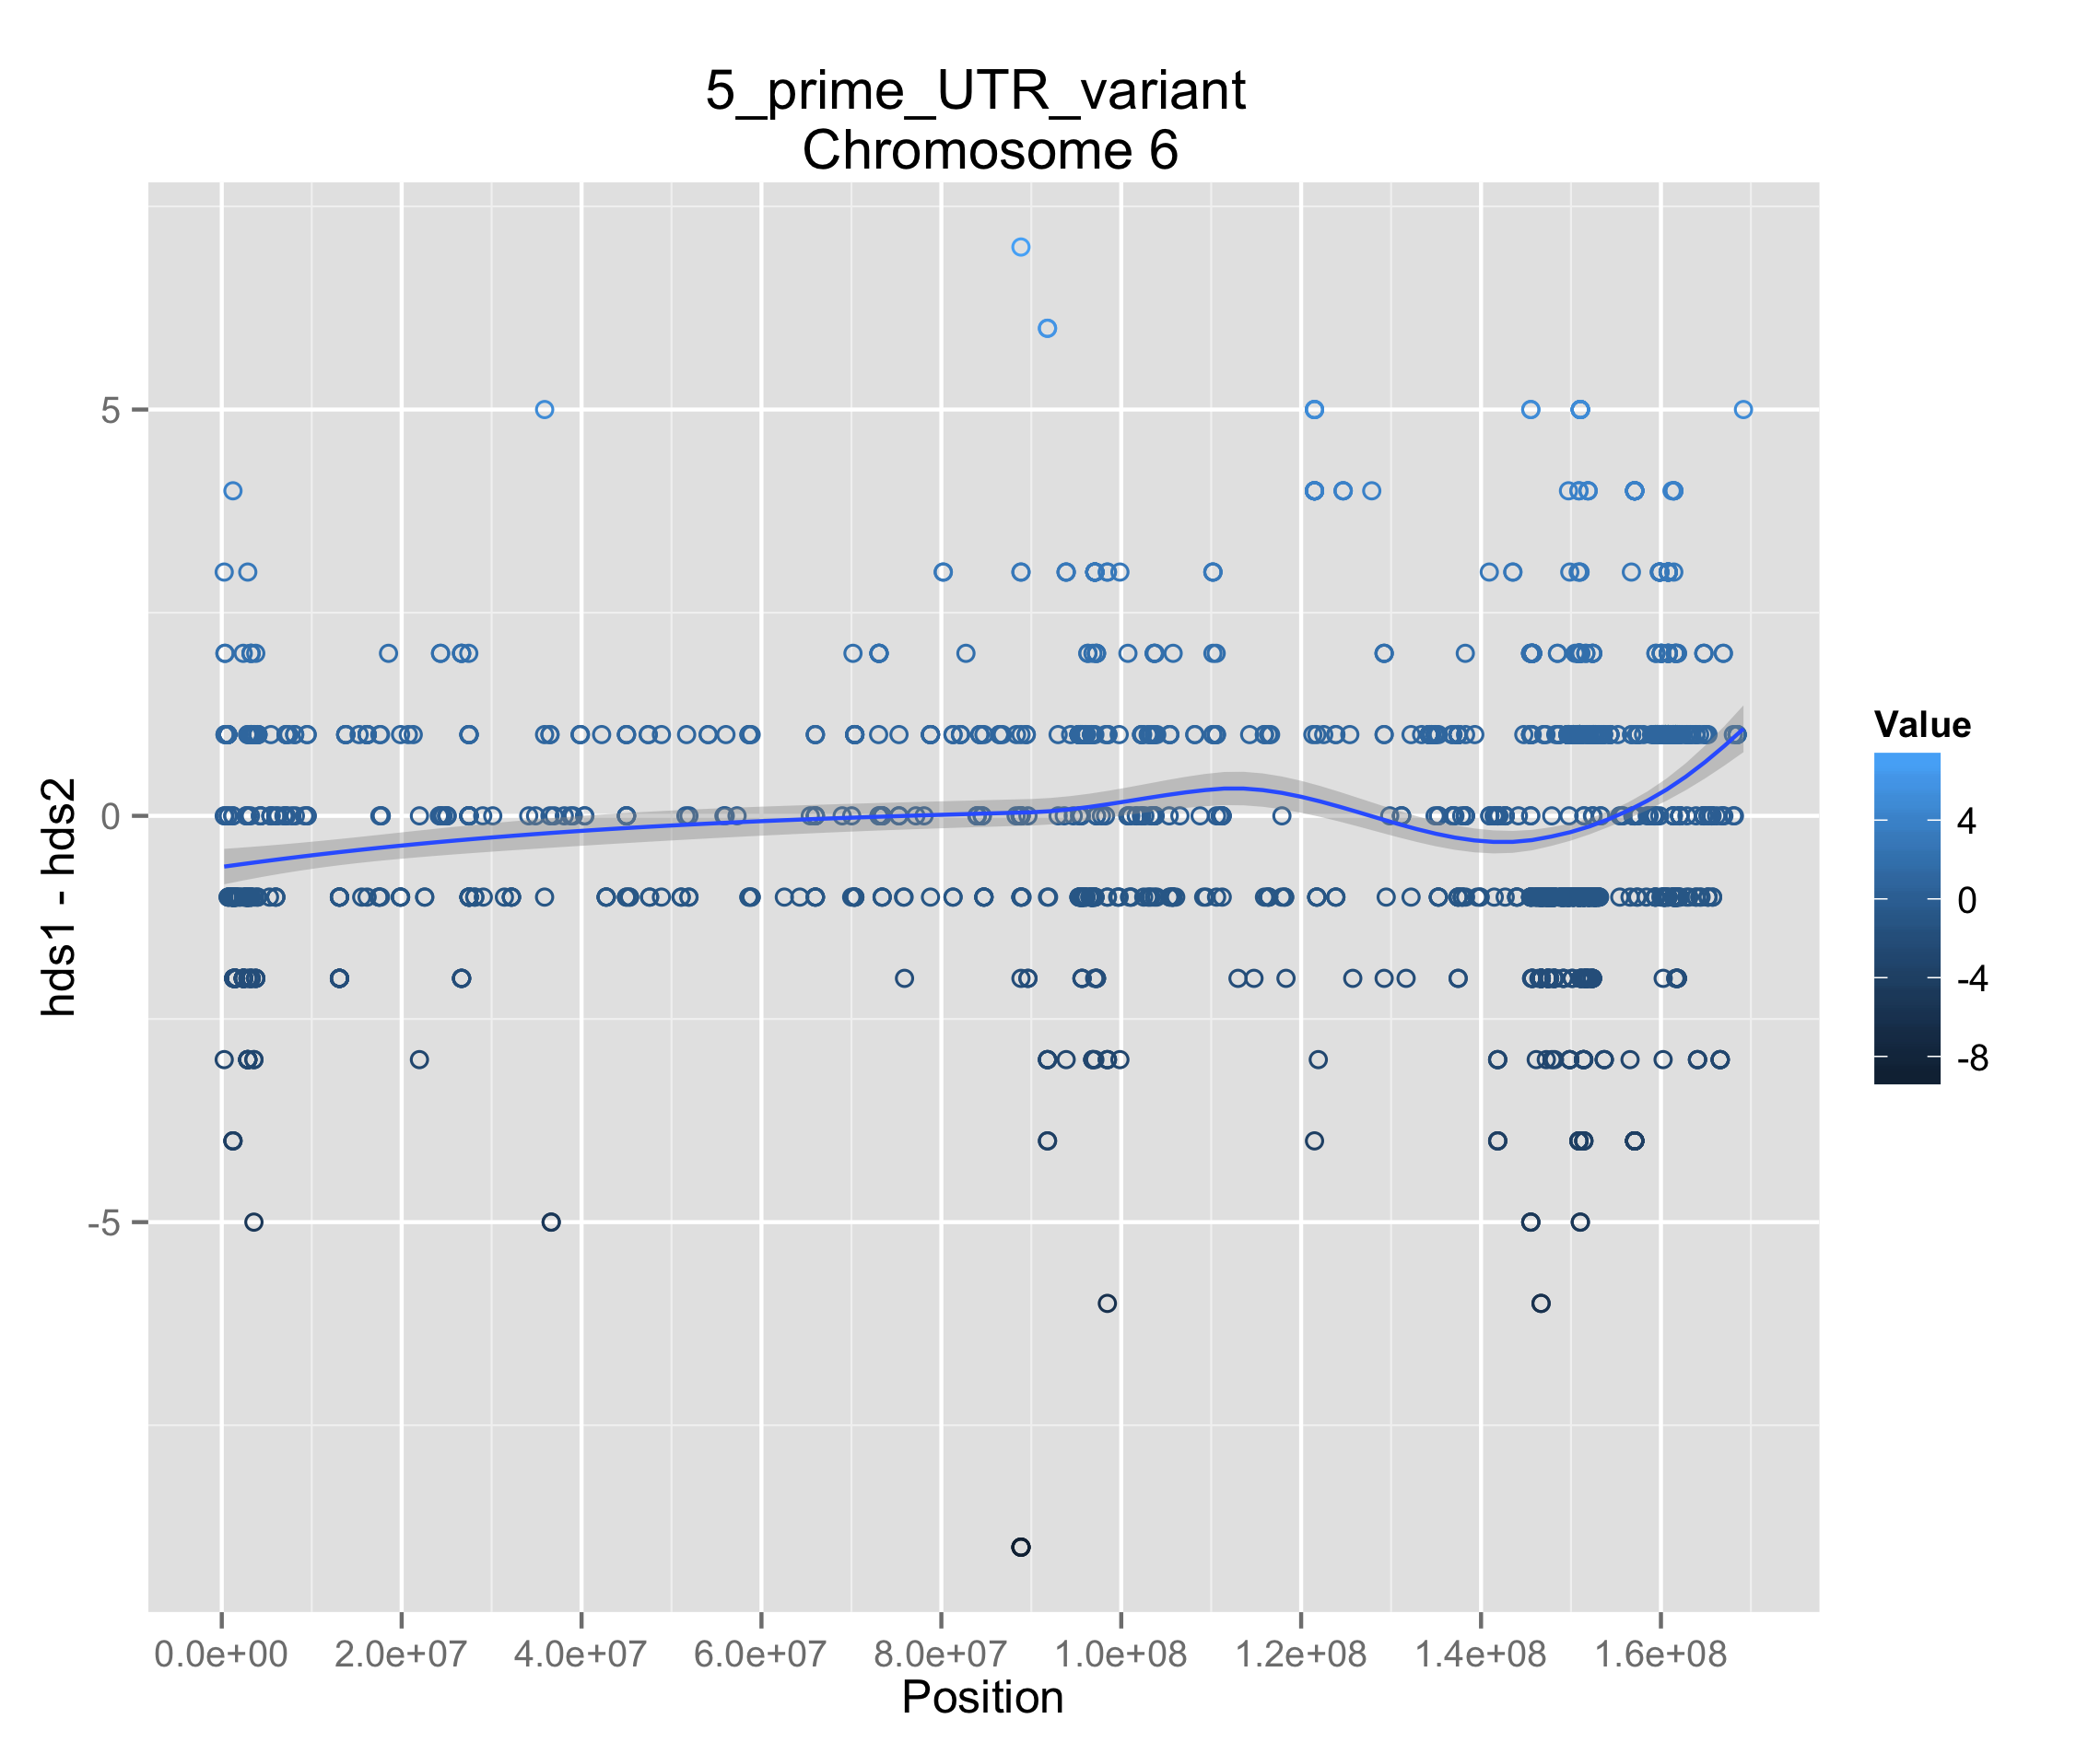 5_prime_UTR_variant
Chromosome 6
hds1 - hds2
5
0
-5
0.0e+00 2.0e+07 4.0e+07 6.0e+07 8.0e+07 1.0e+08 1.2e+08 1.4e+08 1.6e+08
Position
Value
4
0
-4
-8